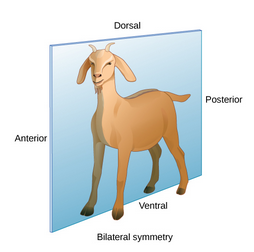 Dorsal
Posterior
Anterior
Ventral
Bilateral symmetry